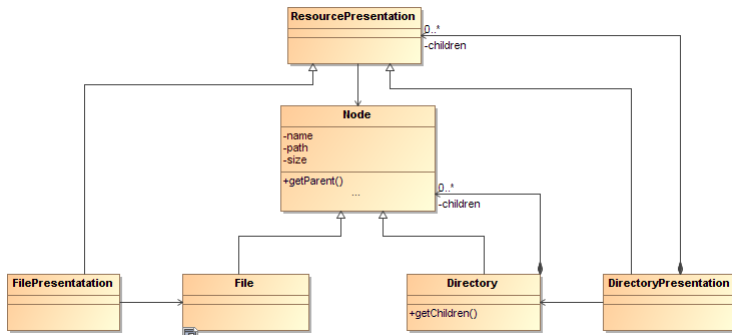 ResourcePresentation
0..*
-children
Node
-name
-path
-size
+getParent()
...
0..*
-children
FilePresentatation
File
Directory
+getChildren()
DirectoryPresentation